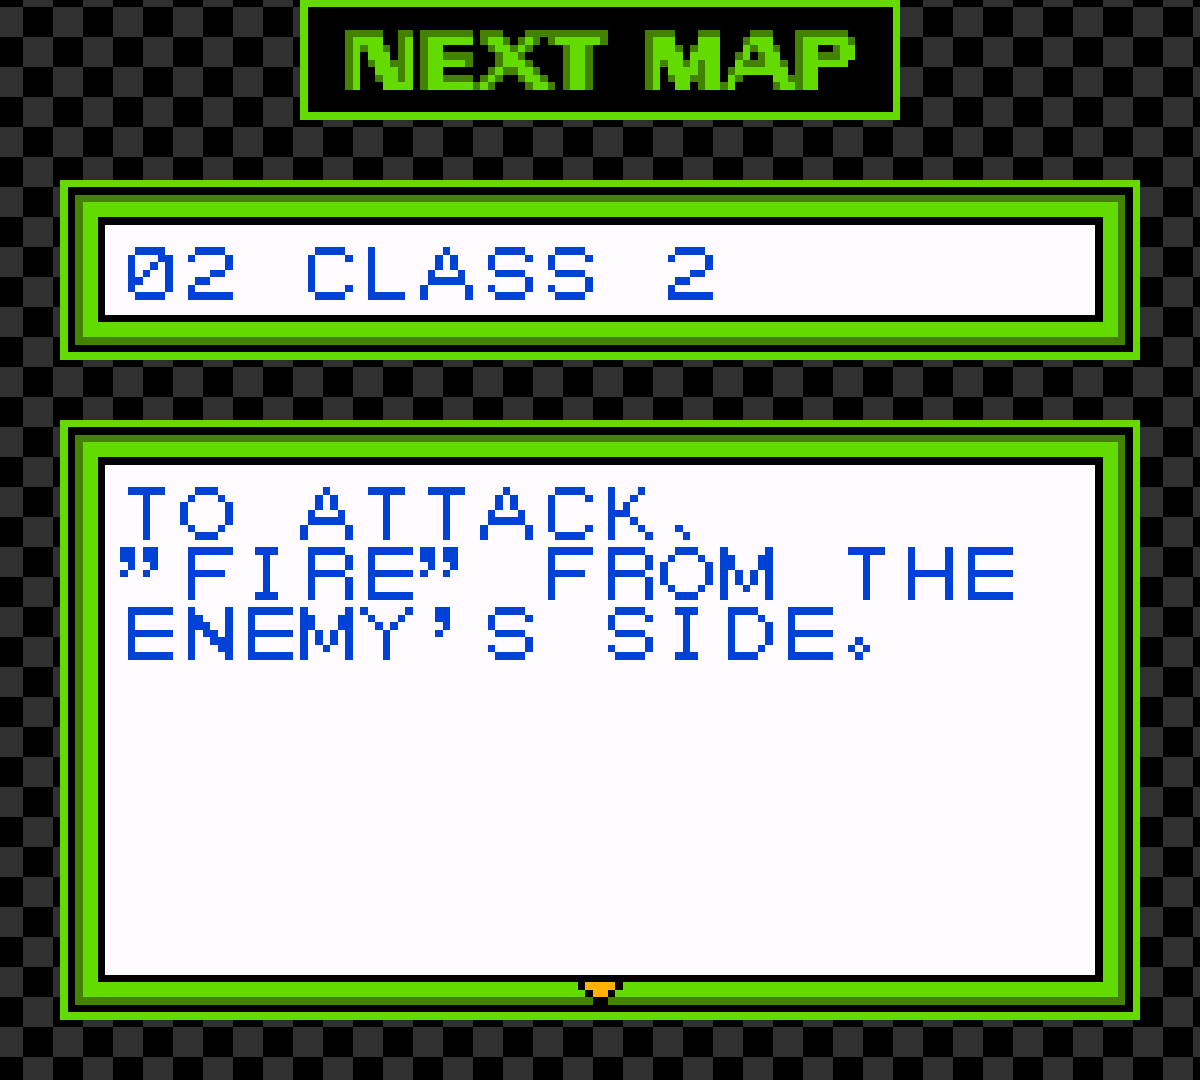 NEXT MAP
02 CLASS 2
TO ATTACK、
”FIRE” FROM THE
ENEMY’S SIDE。